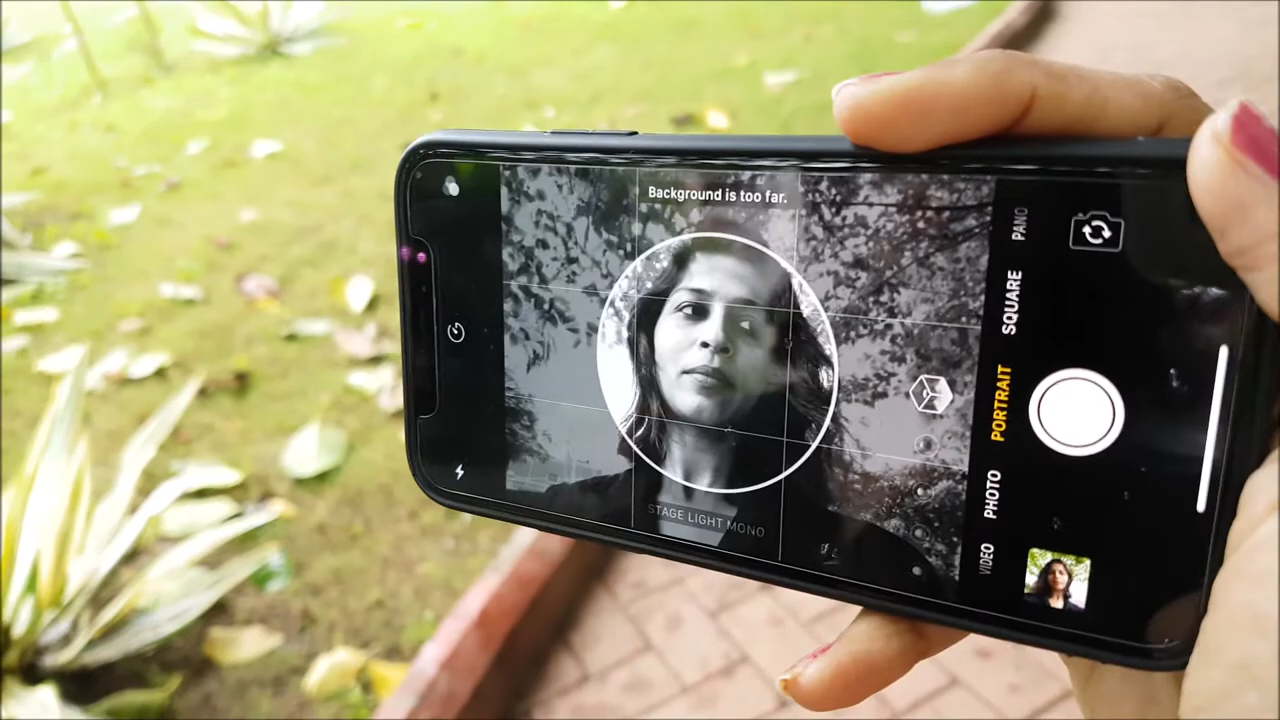 Background is too far.
STAGE LIGHT MONO
PANO
SQUARE
PORTRAIT
PHOTO
VIDEO